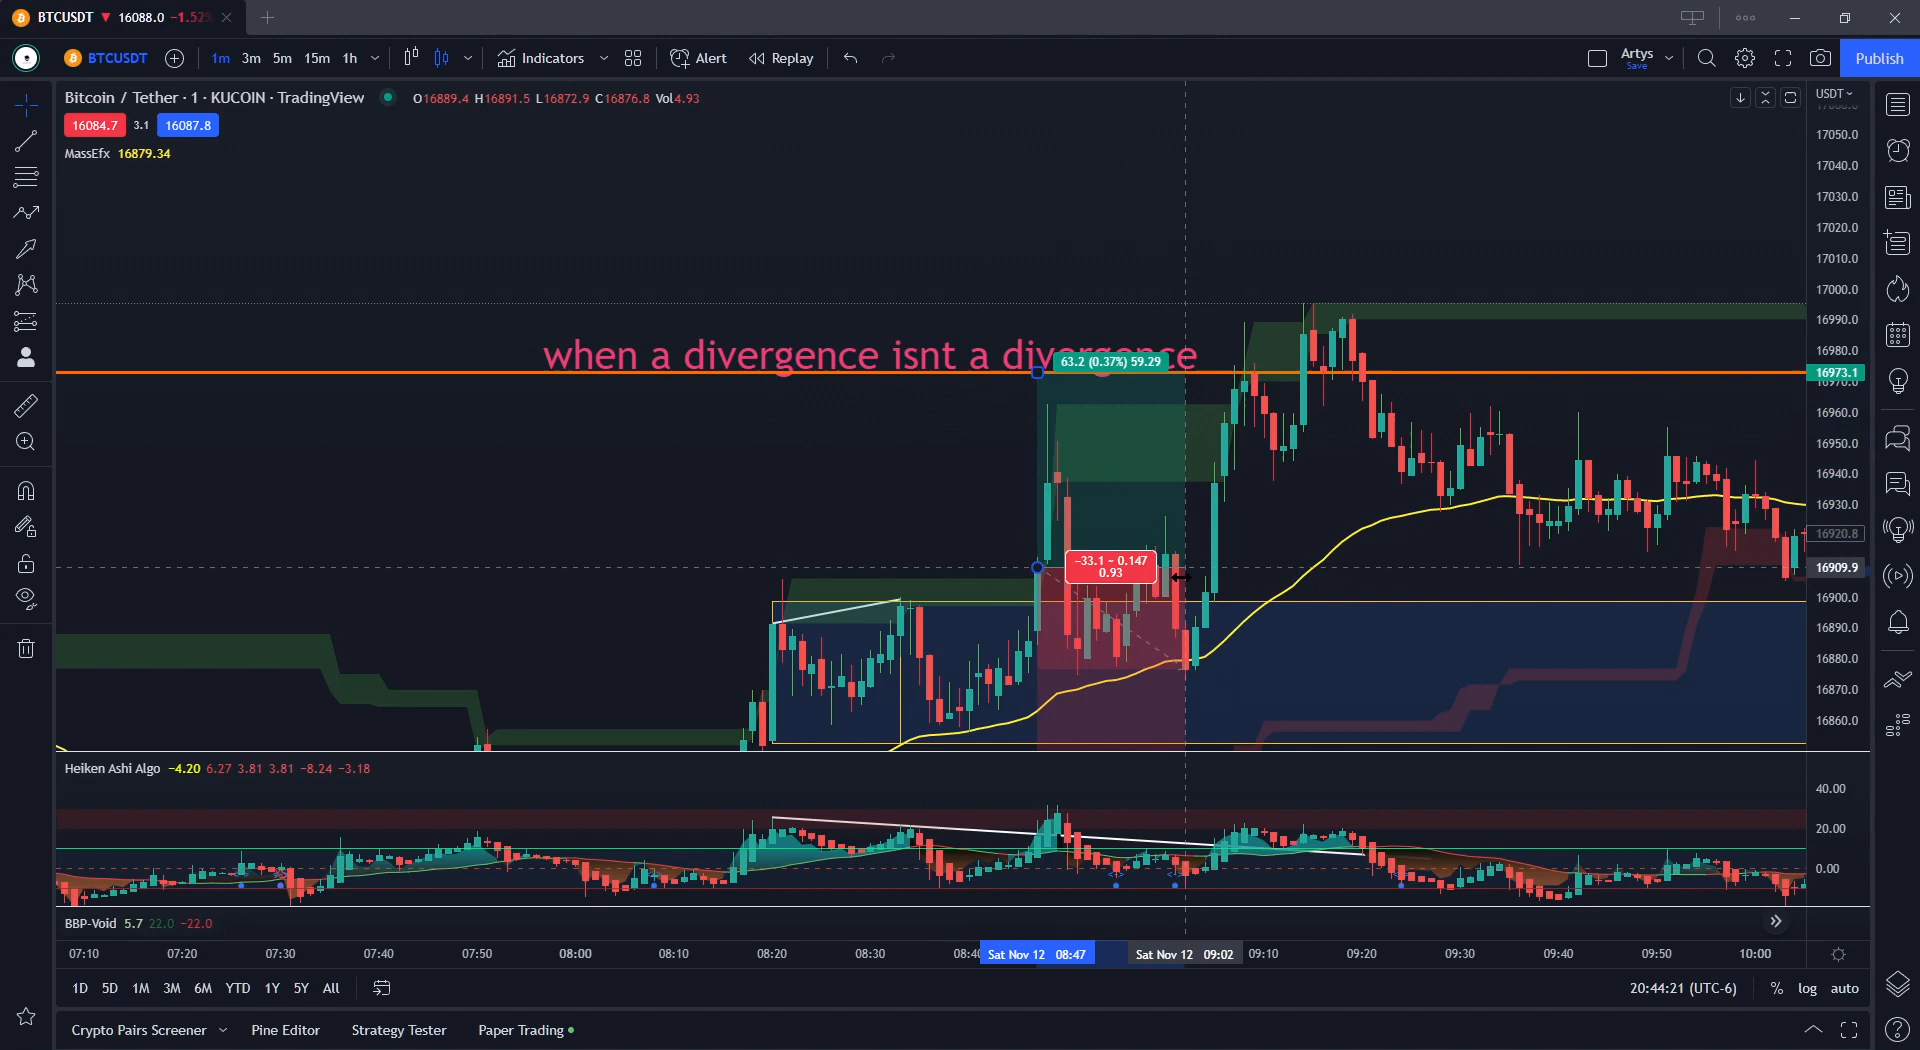 BTCUSDT ▼ 16088.0 −1.52%
BTCUSDT 1m 3m 5m 15m 1h Indicators Alert Replay Artys Save Publish
Bitcoin / Tether · 1 · KUCOIN · TradingView O16889.4 H16891.5 L16872.9 C16876.8 Vol4.93
16084.7 3.1 16087.8
MassEfx 16879.34
USDT
17050.0
17040.0
17030.0
17020.0
17010.0
17000.0
16990.0
16980.0
16973.1
16970.0
16960.0
16950.0
16940.0
16930.0
16920.8
16909.9
16900.0
16890.0
16880.0
16870.0
16860.0
when a divergence isnt a divergence
63.2 (0.37%) 59.29
−33.1 ~ 0.147
0.93
Heiken Ashi Algo −4.20 6.27 3.81 3.81 −8.24 −3.18
40.00
20.00
0.00
BBP-Void 5.7 22.0 −22.0
07:10 07:20 07:30 07:40 07:50 08:00 08:10 08:20 08:30 08:40 Sat Nov 12 08:47 Sat Nov 12 09:02 09:10 09:20 09:30 09:40 09:50 10:00
1D 5D 1M 3M 6M YTD 1Y 5Y All 20:44:21 (UTC-6) % log auto
Crypto Pairs Screener Pine Editor Strategy Tester Paper Trading